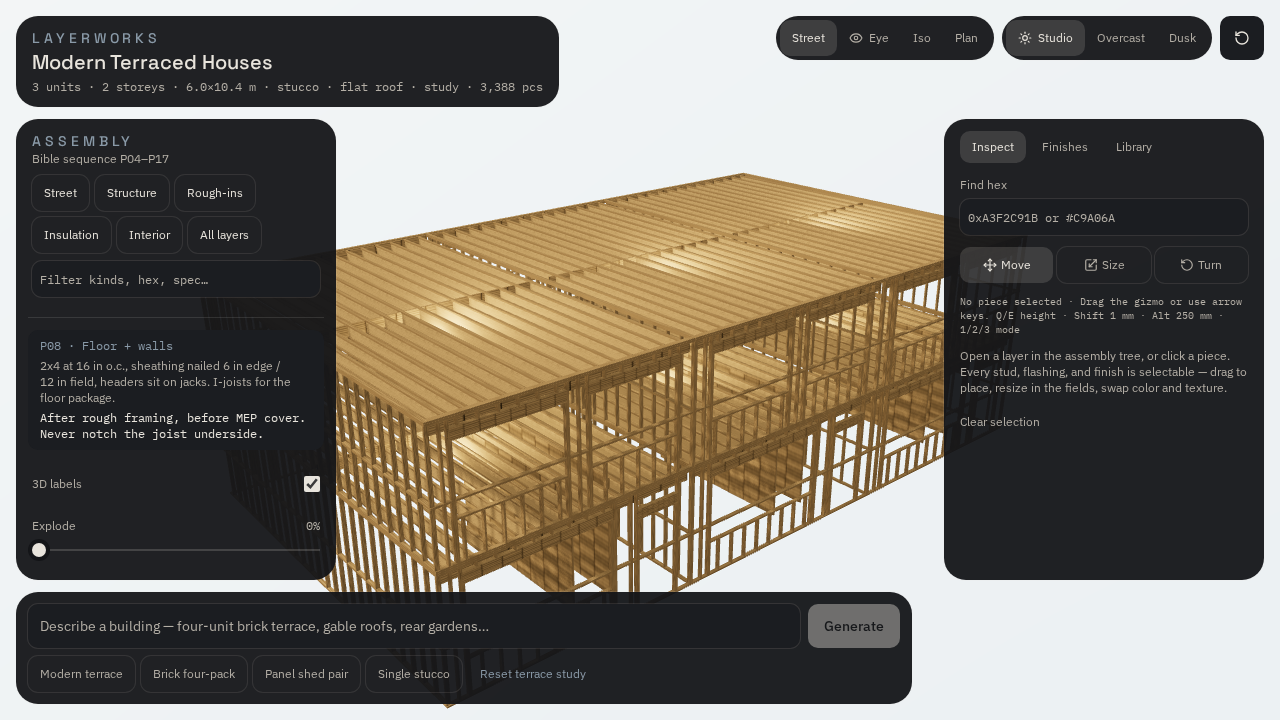 LAYERWORKS
Modern Terraced Houses
3 units · 2 storeys · 6.0×10.4 m · stucco · flat roof · study · 3,388 pcs
Street
Eye
Iso
Plan
Studio
Overcast
Dusk
ASSEMBLY
Bible sequence P04–P17
Street
Structure
Rough-ins
Insulation
Interior
All layers
Filter kinds, hex, spec…
P08 · Floor + walls
2x4 at 16 in o.c., sheathing nailed 6 in edge /
12 in field, headers sit on jacks. I-joists for the
floor package.
After rough framing, before MEP cover.
Never notch the joist underside.
3D labels
Explode
0%
Inspect
Finishes
Library
Find hex
0xA3F2C91B or #C9A06A
Move
Size
Turn
No piece selected · Drag the gizmo or use arrow
keys. Q/E height · Shift 1 mm · Alt 250 mm ·
1/2/3 mode
Open a layer in the assembly tree, or click a piece.
Every stud, flashing, and finish is selectable — drag to
place, resize in the fields, swap color and texture.
Clear selection
Describe a building — four-unit brick terrace, gable roofs, rear gardens…
Generate
Modern terrace
Brick four-pack
Panel shed pair
Single stucco
Reset terrace study